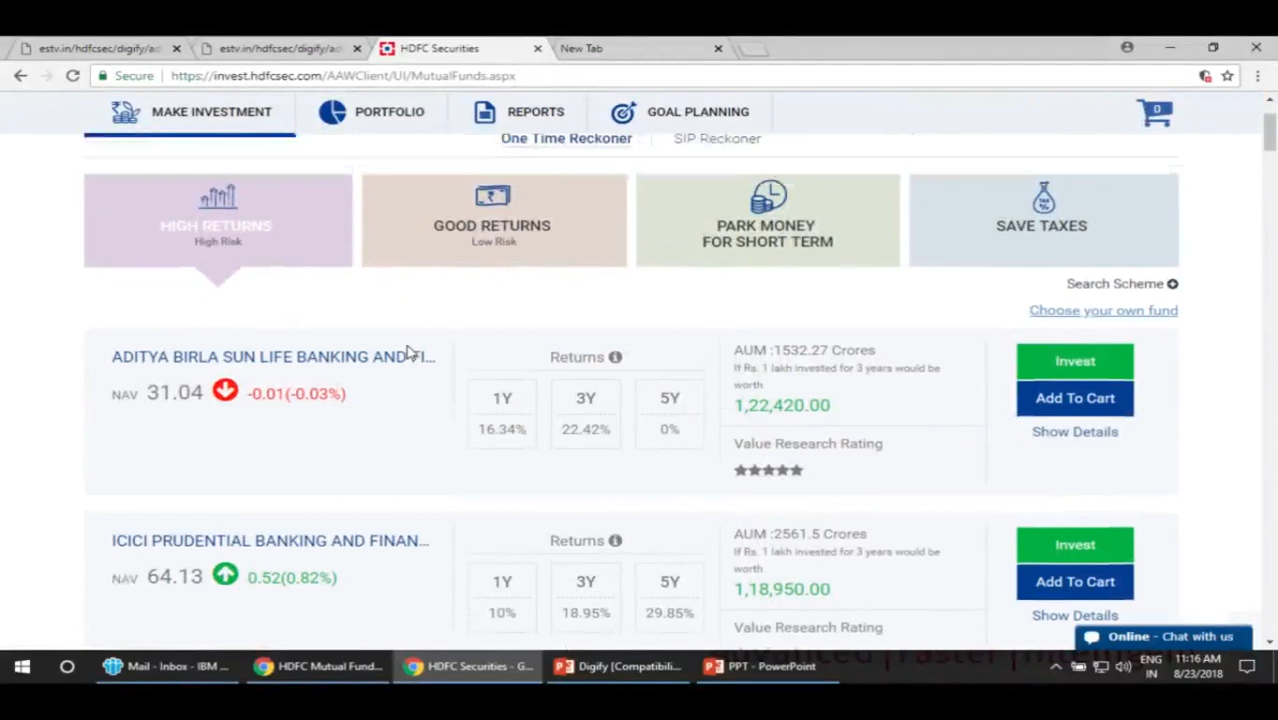 estv.in/hdfcsec/digify/ad
estv.in/hdfcsec/digify/ad
HDFC Securities
New Tab
Secure
https://invest.hdfcsec.com/AAWClient/UI/MutualFunds.aspx
MAKE INVESTMENT
PORTFOLIO
REPORTS
GOAL PLANNING
0
One Time Reckoner
SIP Reckoner
HIGH RETURNS
High Risk
GOOD RETURNS
Low Risk
PARK MONEY
FOR SHORT TERM
SAVE TAXES
Search Scheme
Choose your own fund
ADITYA BIRLA SUN LIFE BANKING AND FI...
NAV 31.04 -0.01(-0.03%)
Returns
1Y 3Y 5Y
16.34% 22.42% 0%
AUM :1532.27 Crores
If Rs. 1 lakh invested for 3 years would be
worth
1,22,420.00
Value Research Rating
★★★★★
Invest
Add To Cart
Show Details
ICICI PRUDENTIAL BANKING AND FINAN...
NAV 64.13 0.52(0.82%)
Returns
1Y 3Y 5Y
10% 18.95% 29.85%
AUM :2561.5 Crores
If Rs. 1 lakh invested for 3 years would be
worth
1,18,950.00
Value Research Rating
Invest
Add To Cart
Show Details
Online - Chat with us
Mail - Inbox - IBM ...
HDFC Mutual Fund...
HDFC Securities - G...
Digify [Compatibili...
PPT - PowerPoint
ENG
IN
11:16 AM
8/23/2018